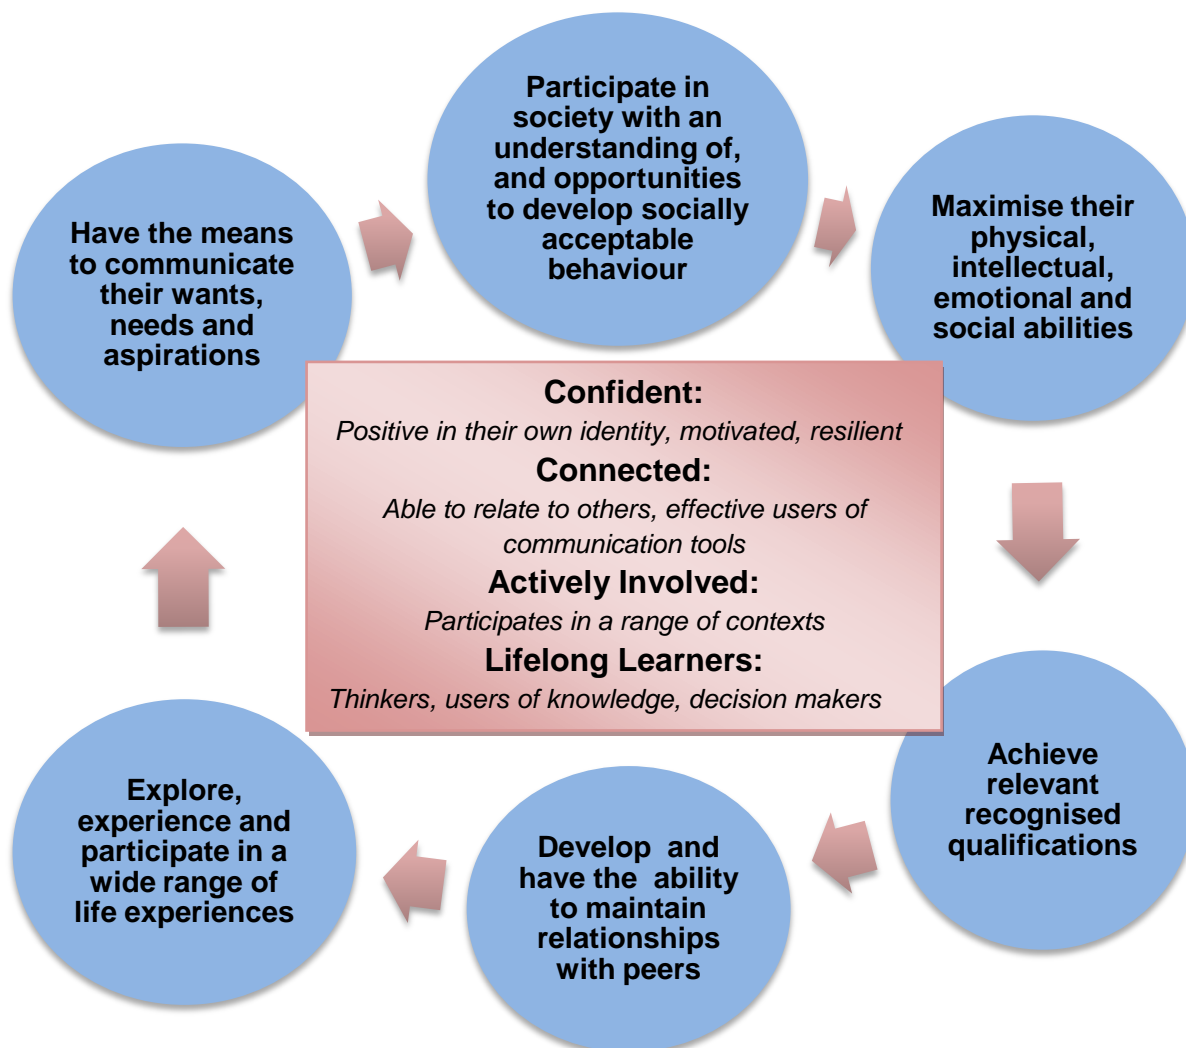 Participate in
society with an
understanding of,
and opportunities
to develop socially
acceptable
behaviour
Maximise their
physical,
intellectual,
emotional and
social abilities
Have the means
to communicate
their wants,
needs and
aspirations
Confident:
Positive in their own identity, motivated, resilient
Connected:
Able to relate to others, effective users of
communication tools
Actively Involved:
Participates in a range of contexts
Lifelong Learners:
Thinkers, users of knowledge, decision makers
Achieve
relevant
recognised
qualifications
Develop and
have the ability
to maintain
relationships
with peers
Explore,
experience and
participate in a
wide range of
life experiences